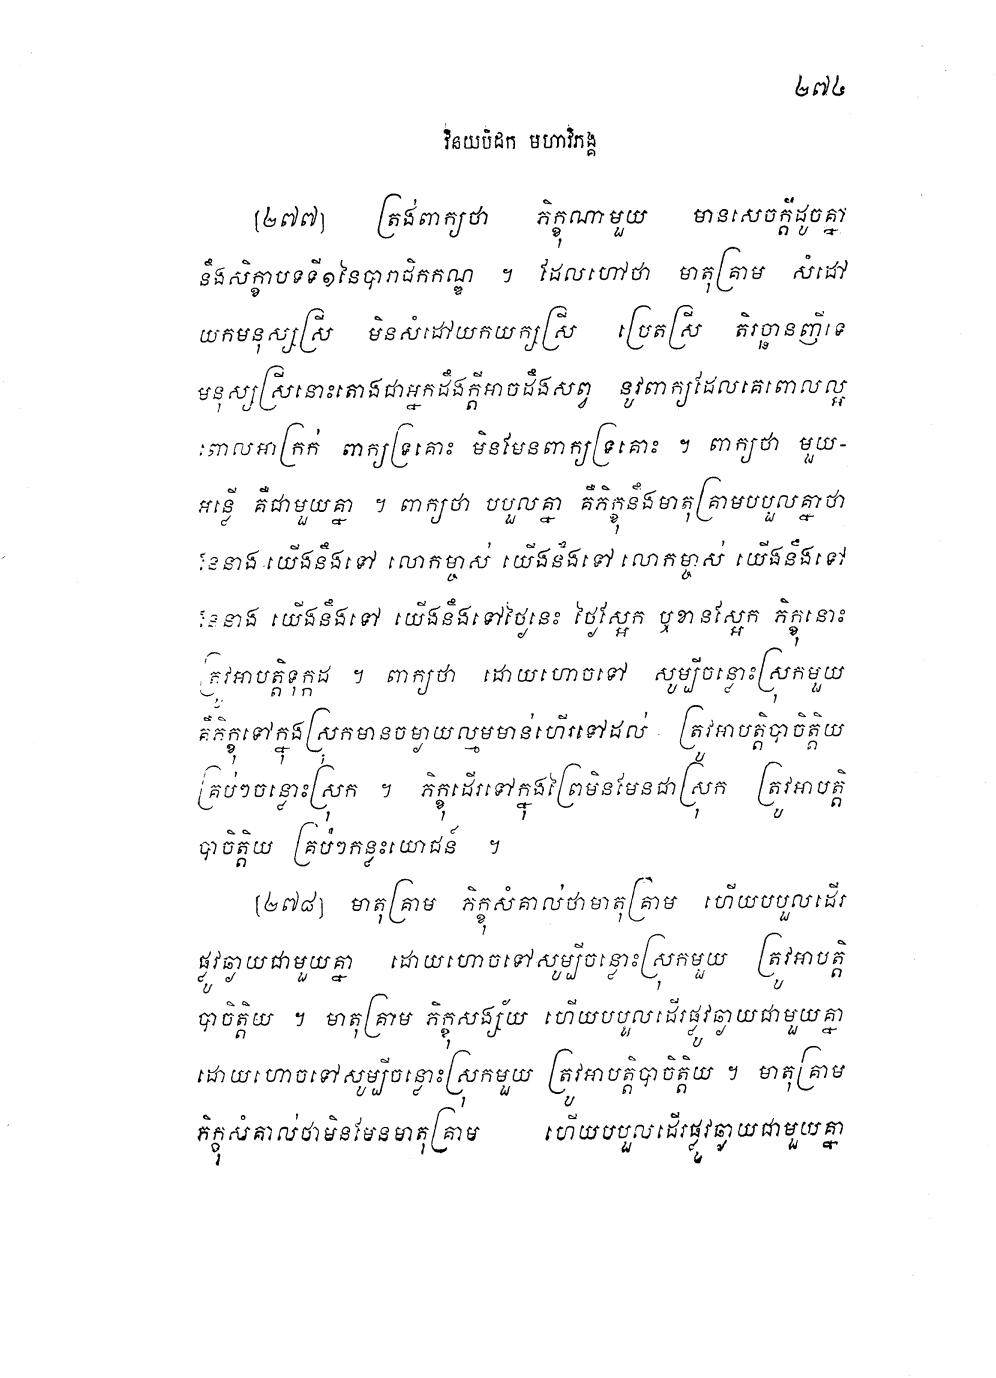 ២៧៤
វិនយបិដក មហាវិភង្គ
[២៧៧] ត្រង់ពាក្យថា ភិក្ខុណាមួយ មានសេចក្តីដូចគ្នា
នឹងសិក្ខាបទទី១នៃបារាជិកកណ្ឌ ។ ដែលហៅថា មាតុគ្រាម សំដៅ
យកមនុស្សស្រី មិនសំដៅយកយក្សស្រី ប្រេតស្រី តិរច្ឆានញីទេ
មនុស្សស្រីនោះតោងជាអ្នកដឹងក្តីអាចដឹងសព្វ នូវពាក្យដែលគេពោលល្អ
ពោលអាក្រក់ ពាក្យទ្រគោះ មិនមែនពាក្យទ្រគោះ ។ ពាក្យថា មួយ-
អន្លើ គឺជាមួយគ្នា ។ ពាក្យថា បបួលគ្នា គឺភិក្ខុនឹងមាតុគ្រាមបបួលគ្នាថា
នែនាង យើងនឹងទៅ លោកម្ចាស់ យើងនឹងទៅ លោកម្ចាស់ យើងនឹងទៅ
នែនាង យើងនឹងទៅ យើងនឹងទៅថ្ងៃនេះ ថ្ងៃស្អែក ឬខានស្អែក ភិក្ខុនោះ
ត្រូវអាបត្តិទុក្កដ ។ ពាក្យថា ដោយហោចទៅ សូម្បីចន្លោះស្រុកមួយ
គឺភិក្ខុទៅក្នុងស្រុកមានចម្ងាយល្មមមាន់ហើរទៅដល់ ត្រូវអាបត្តិបាចិត្តិយ
គ្រប់ៗចន្លោះស្រុក ។ ភិក្ខុដើរទៅក្នុងព្រៃមិនមែនជាស្រុក ត្រូវអាបត្តិ
បាចិត្តិយ គ្រប់ៗកន្លះយោជន៍ ។
[២៧៨] មាតុគ្រាម ភិក្ខុសំគាល់ថាមាតុគ្រាម ហើយបបួលដើរ
ផ្លូវឆ្ងាយជាមួយគ្នា ដោយហោចទៅសូម្បីចន្លោះស្រុកមួយ ត្រូវអាបត្តិ
បាចិត្តិយ ។ មាតុគ្រាម ភិក្ខុសង្ស័យ ហើយបបួលដើរផ្លូវឆ្ងាយជាមួយគ្នា
ដោយហោចទៅសូម្បីចន្លោះស្រុកមួយ ត្រូវអាបត្តិបាចិត្តិយ ។ មាតុគ្រាម
ភិក្ខុសំគាល់ថាមិនមែនមាតុគ្រាម ហើយបបួលដើរផ្លូវឆ្ងាយជាមួយគ្នា